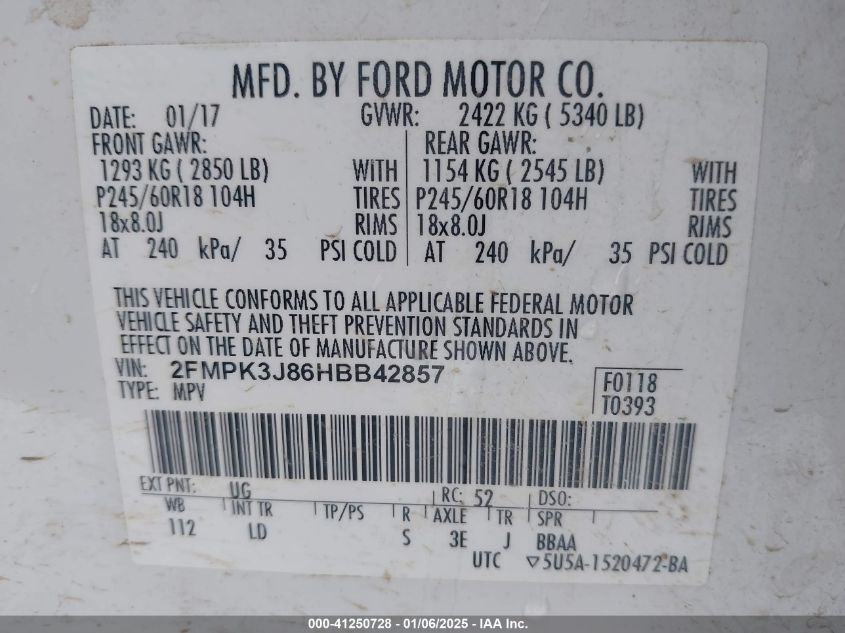 MFD. BY FORD MOTOR CO.
DATE: 01/17 GVWR: 2422 KG ( 5340 LB)
FRONT GAWR: REAR GAWR:
1293 KG ( 2850 LB) WITH 1154 KG ( 2545 LB) WITH
P245/60R18 104H TIRES P245/60R18 104H TIRES
18x8.0J RIMS 18x8.0J RIMS
AT 240 kPa/ 35 PSI COLD AT 240 kPa/ 35 PSI COLD
THIS VEHICLE CONFORMS TO ALL APPLICABLE FEDERAL MOTOR
VEHICLE SAFETY AND THEFT PREVENTION STANDARDS IN
EFFECT ON THE DATE OF MANUFACTURE SHOWN ABOVE.
VIN: 2FMPK3J86HBB42857 F0118
TYPE: MPV T0393
EXT PNT: UG RC: 52 DSO:
WB INT TR TP/PS R AXLE TR SPR
112 LD S 3E J BBAA
UTC ▽5U5A-1520472-BA
000-41250728 - 01/06/2025 - IAA Inc.